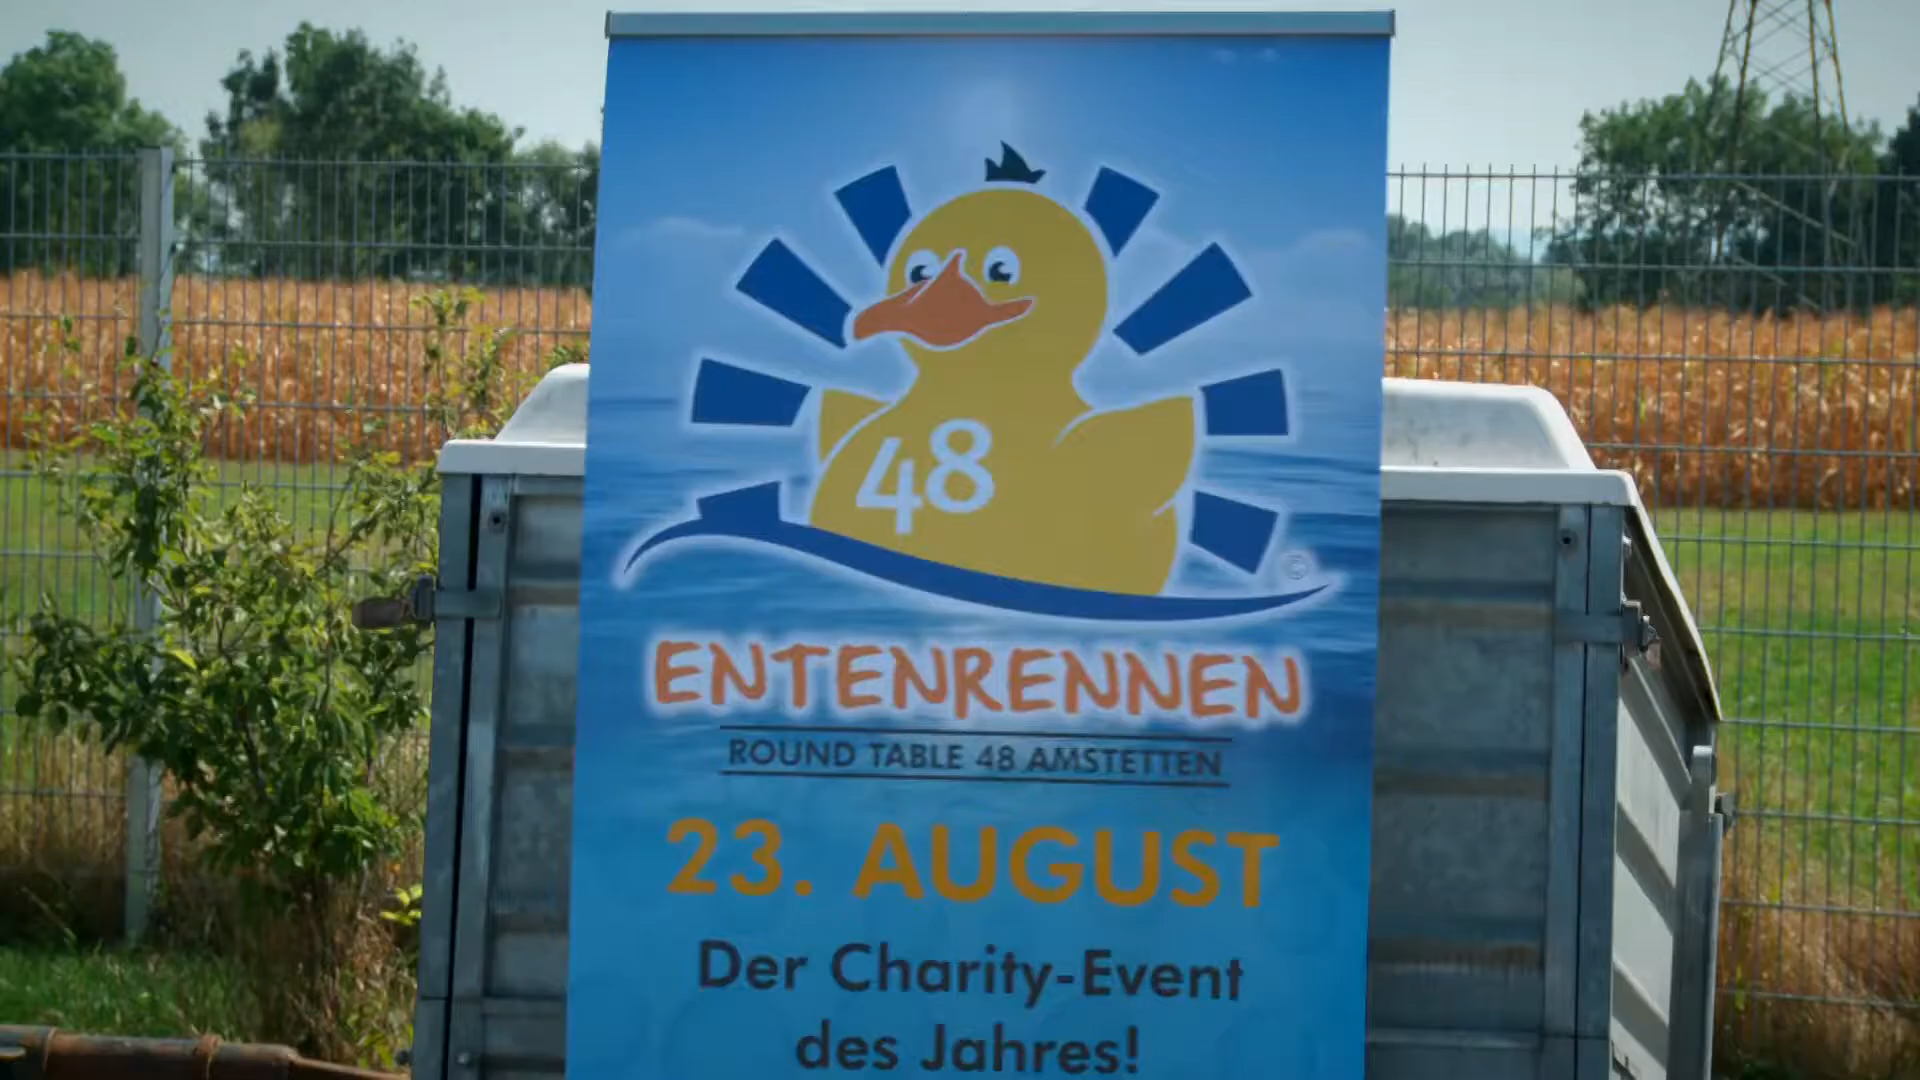 48
©
ENTENRENNEN
ROUND TABLE 48 AMSTETTEN
23. AUGUST
Der Charity-Event
des Jahres!